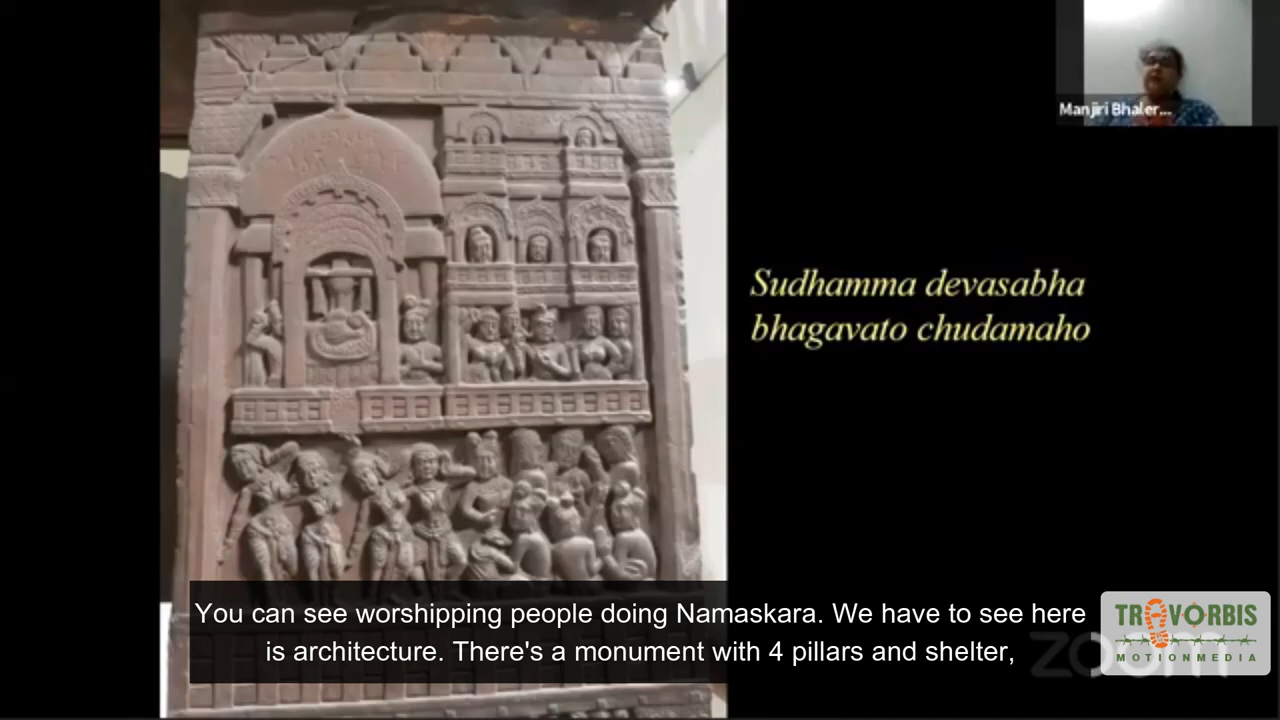 Manjiri Bhaler...
Sudhamma devasabha
bhagavato chudamaho
You can see worshipping people doing Namaskara. We have to see here
is architecture. There's a monument with 4 pillars and shelter,
zoom
TRAVORBIS
MOTIONMEDIA